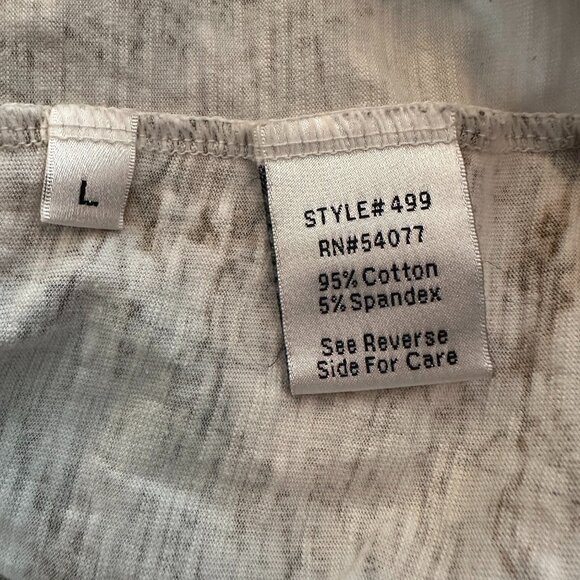 L
STYLE# 499
RN#54077
95% Cotton
5% Spandex
See Reverse
Side For Care